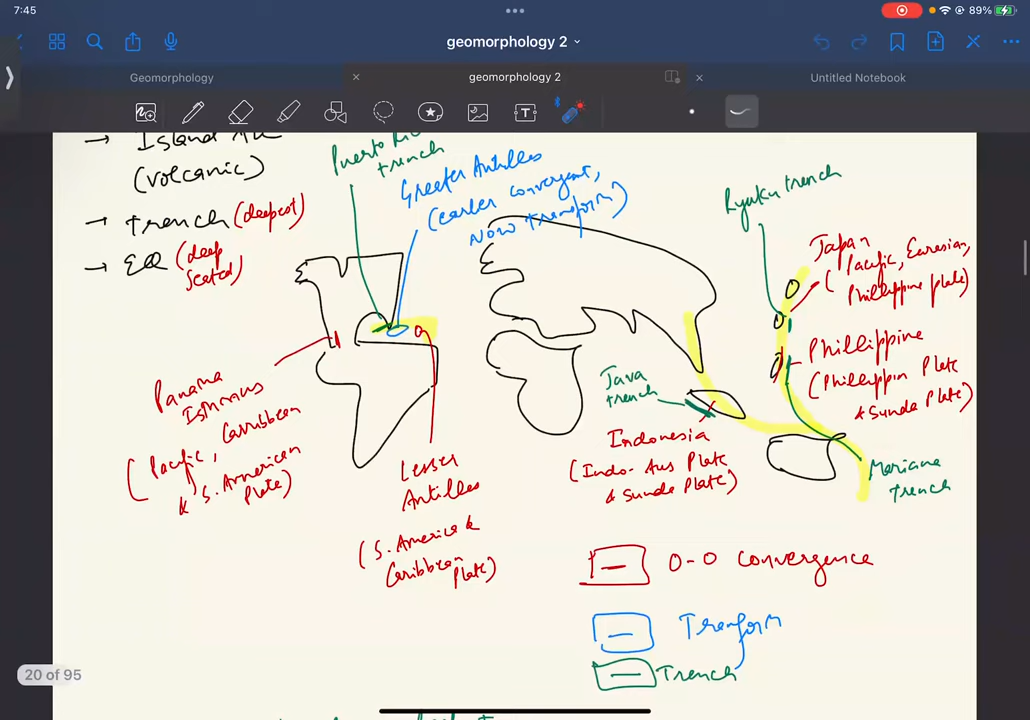 7:45
89%
geomorphology 2
Geomorphology
geomorphology 2
Untitled Notebook
→ Island Arc
(volcanic)
→ trench (deepest)
→ EQ (deep
seated)
Puerto Rico
trench
Greater Antilles
(earlier convergent,
Now transform)
Ryuku trench
Japan
(Pacific, Eurasian,
Phillippine plate)
Phillippine
(Phillippin Plate
& Sunda Plate)
Java
trench
Indonesia
(Indo-Aus Plate
& Sunda Plate)
Mariana
Trench
Panama
Isthmus
(Pacific, Caribbean
& S. American
Plate)
Lesser
Antilles
(S. America &
Caribbean
plate)
O-O convergence
Transform
Trench
20 of 95